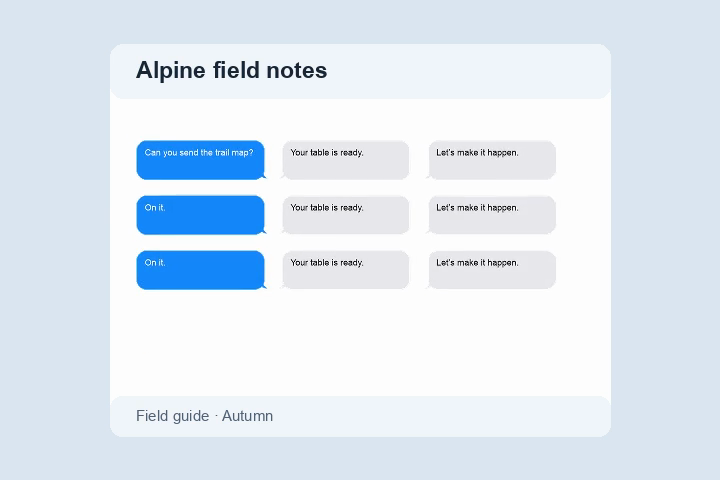 Alpine field notes
Can you send the trail map?
Your table is ready.
Let's make it happen.
On it.
Your table is ready.
Let's make it happen.
On it.
Your table is ready.
Let's make it happen.
Field guide · Autumn